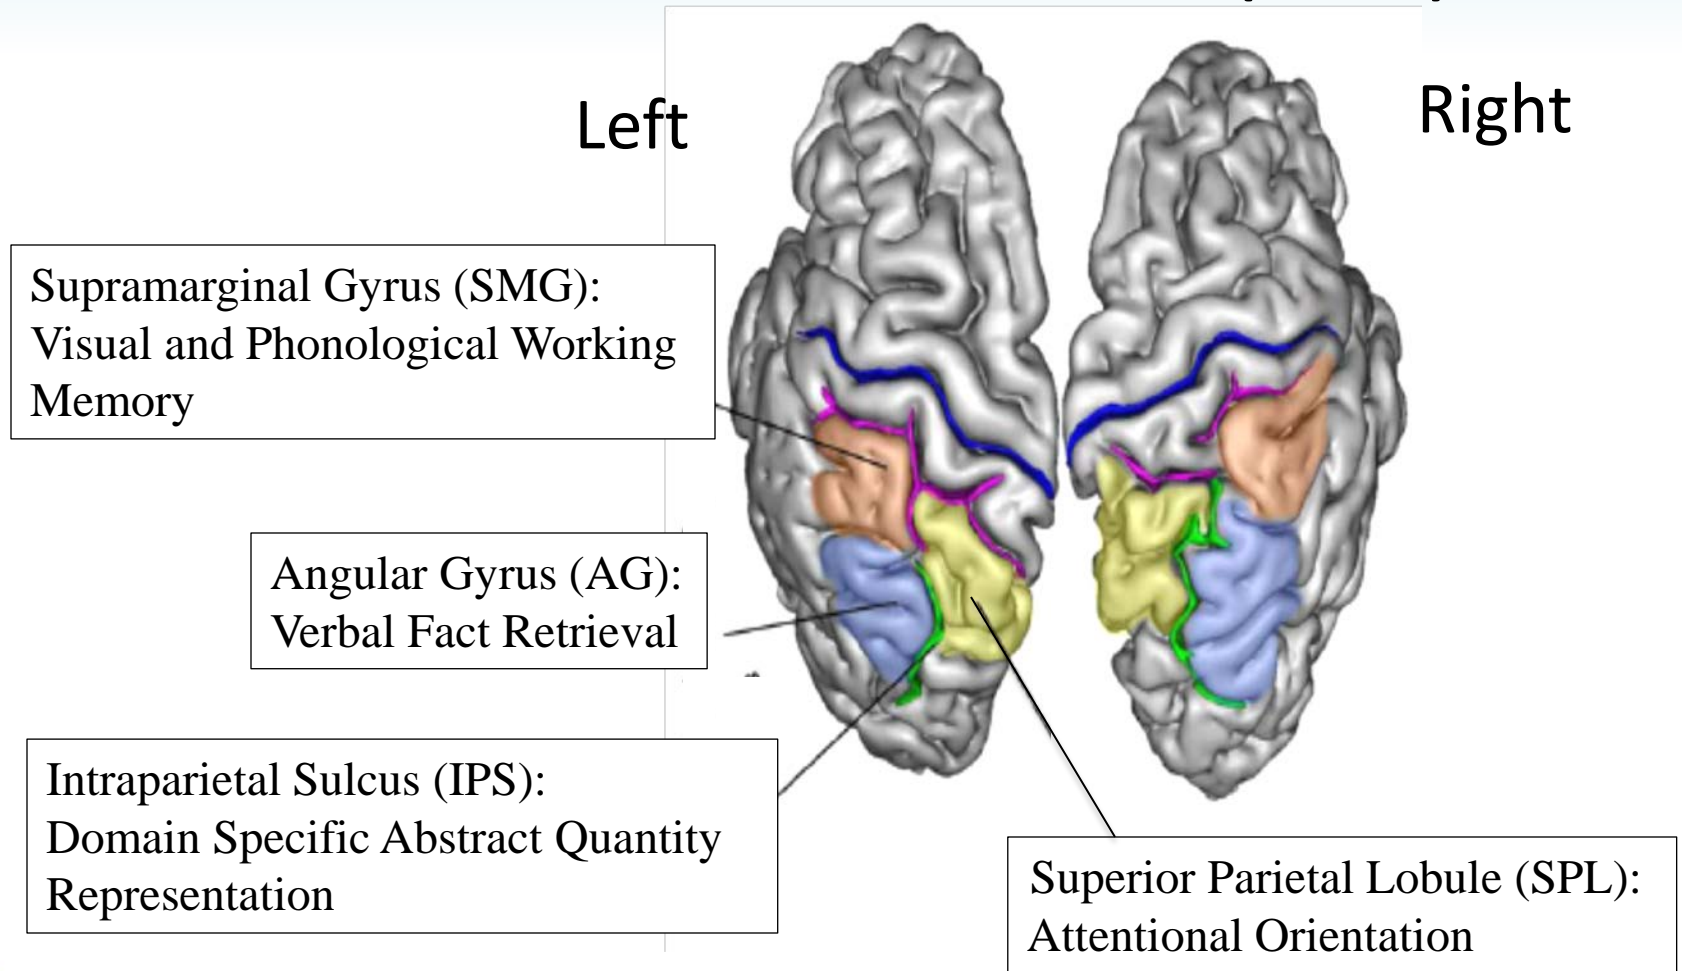 Left
Right
Supramarginal Gyrus (SMG):
Visual and Phonological Working
Memory
Angular Gyrus (AG):
Verbal Fact Retrieval
Intraparietal Sulcus (IPS):
Domain Specific Abstract Quantity
Representation
Superior Parietal Lobule (SPL):
Attentional Orientation